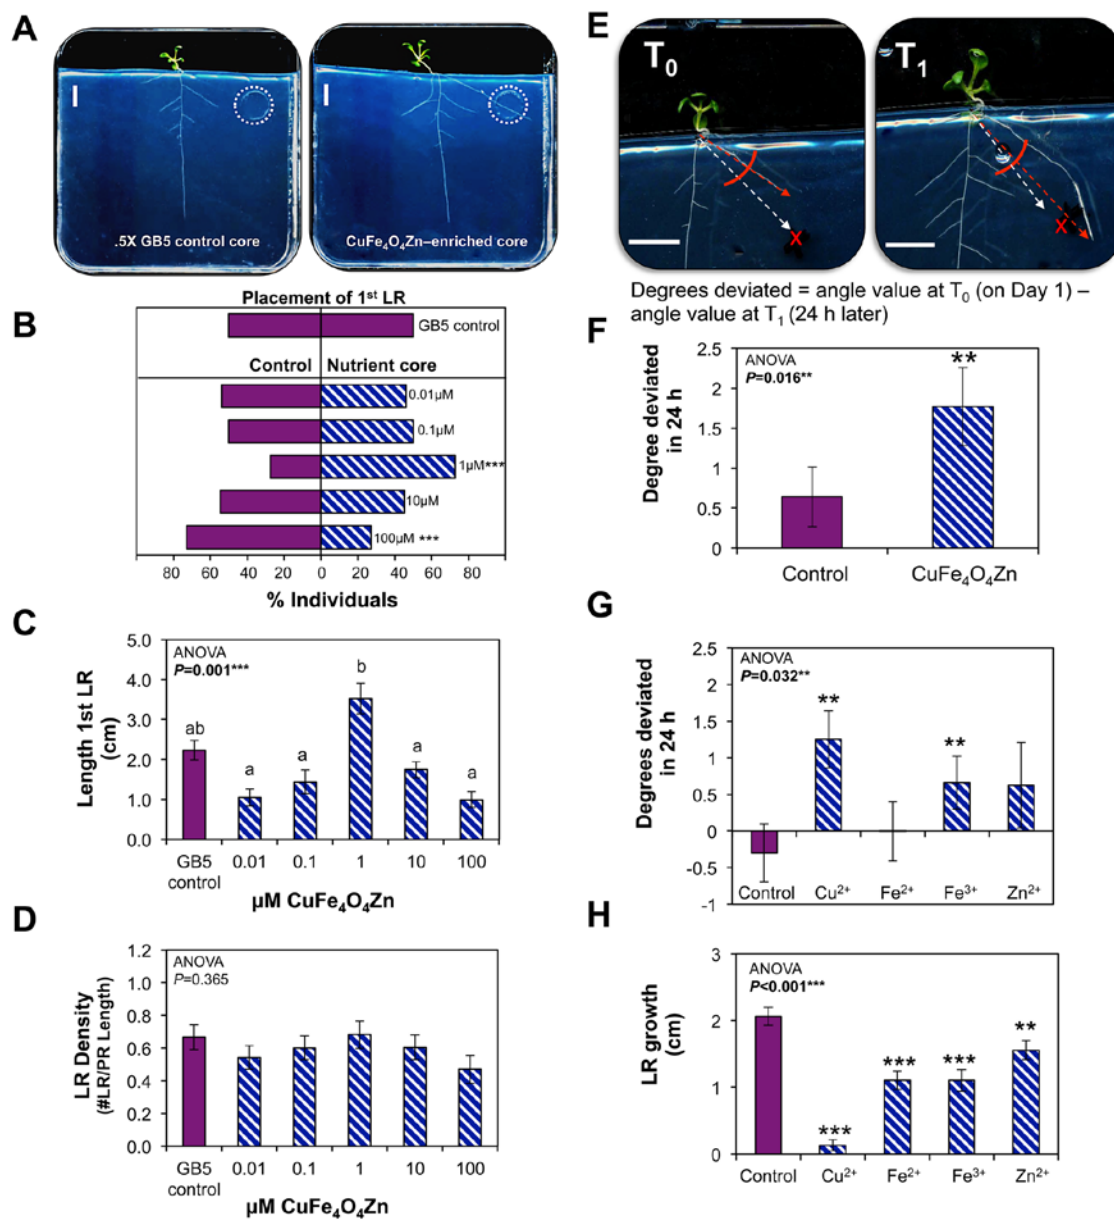 A
.5X GB5 control core
CuFe₄O₄Zn–enriched core
B
Placement of 1ˢᵗ LR
GB5 control
Control
Nutrient core
0.01µM
0.1µM
1µM***
10µM
100µM ***
80 60 40 20 0 20 40 60 80
% Individuals
C
ANOVA
P=0.001***
Length 1st LR
(cm)
5.0
4.0
3.0
2.0
1.0
0.0
ab
a
a
b
a
a
GB5
control
0.01
0.1
1
10
100
µM CuFe₄O₄Zn
D
ANOVA
P=0.365
LR Density
(#LR/PR Length)
1.2
1.0
0.8
0.6
0.4
0.2
0.0
GB5
control
0.01
0.1
1
10
100
µM CuFe₄O₄Zn
E
T₀
X
T₁
X
Degrees deviated = angle value at T₀ (on Day 1) –
angle value at T₁ (24 h later)
F
ANOVA
P=0.016**
Degree deviated
in 24 h
2.5
2
1.5
1
0.5
0
**
Control
CuFe₄O₄Zn
G
ANOVA
P=0.032**
Degrees deviated
in 24 h
2.5
2
1.5
1
0.5
0
-0.5
-1
**
**
Control
Cu²⁺
Fe²⁺
Fe³⁺
Zn²⁺
H
ANOVA
P<0.001***
LR growth
(cm)
3
2
1
0
***
***
***
**
Control
Cu²⁺
Fe²⁺
Fe³⁺
Zn²⁺